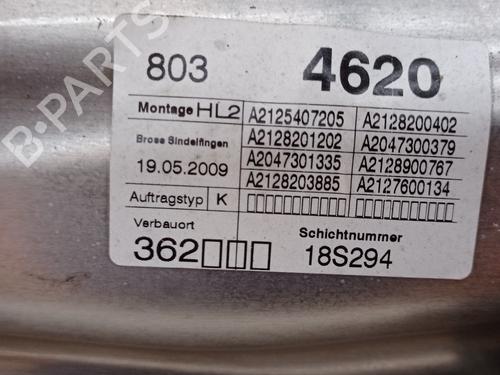 803 4620
Montage HL2 A2125407205 A2128200402
Brose Sindelfingen A2128201202 A2047300379
19.05.2009 A2047301335 A2128900767
A2128203885 A2127600134
Auftragstyp K
Verbauort Schichtnummer
362 18S294
B-PARTS